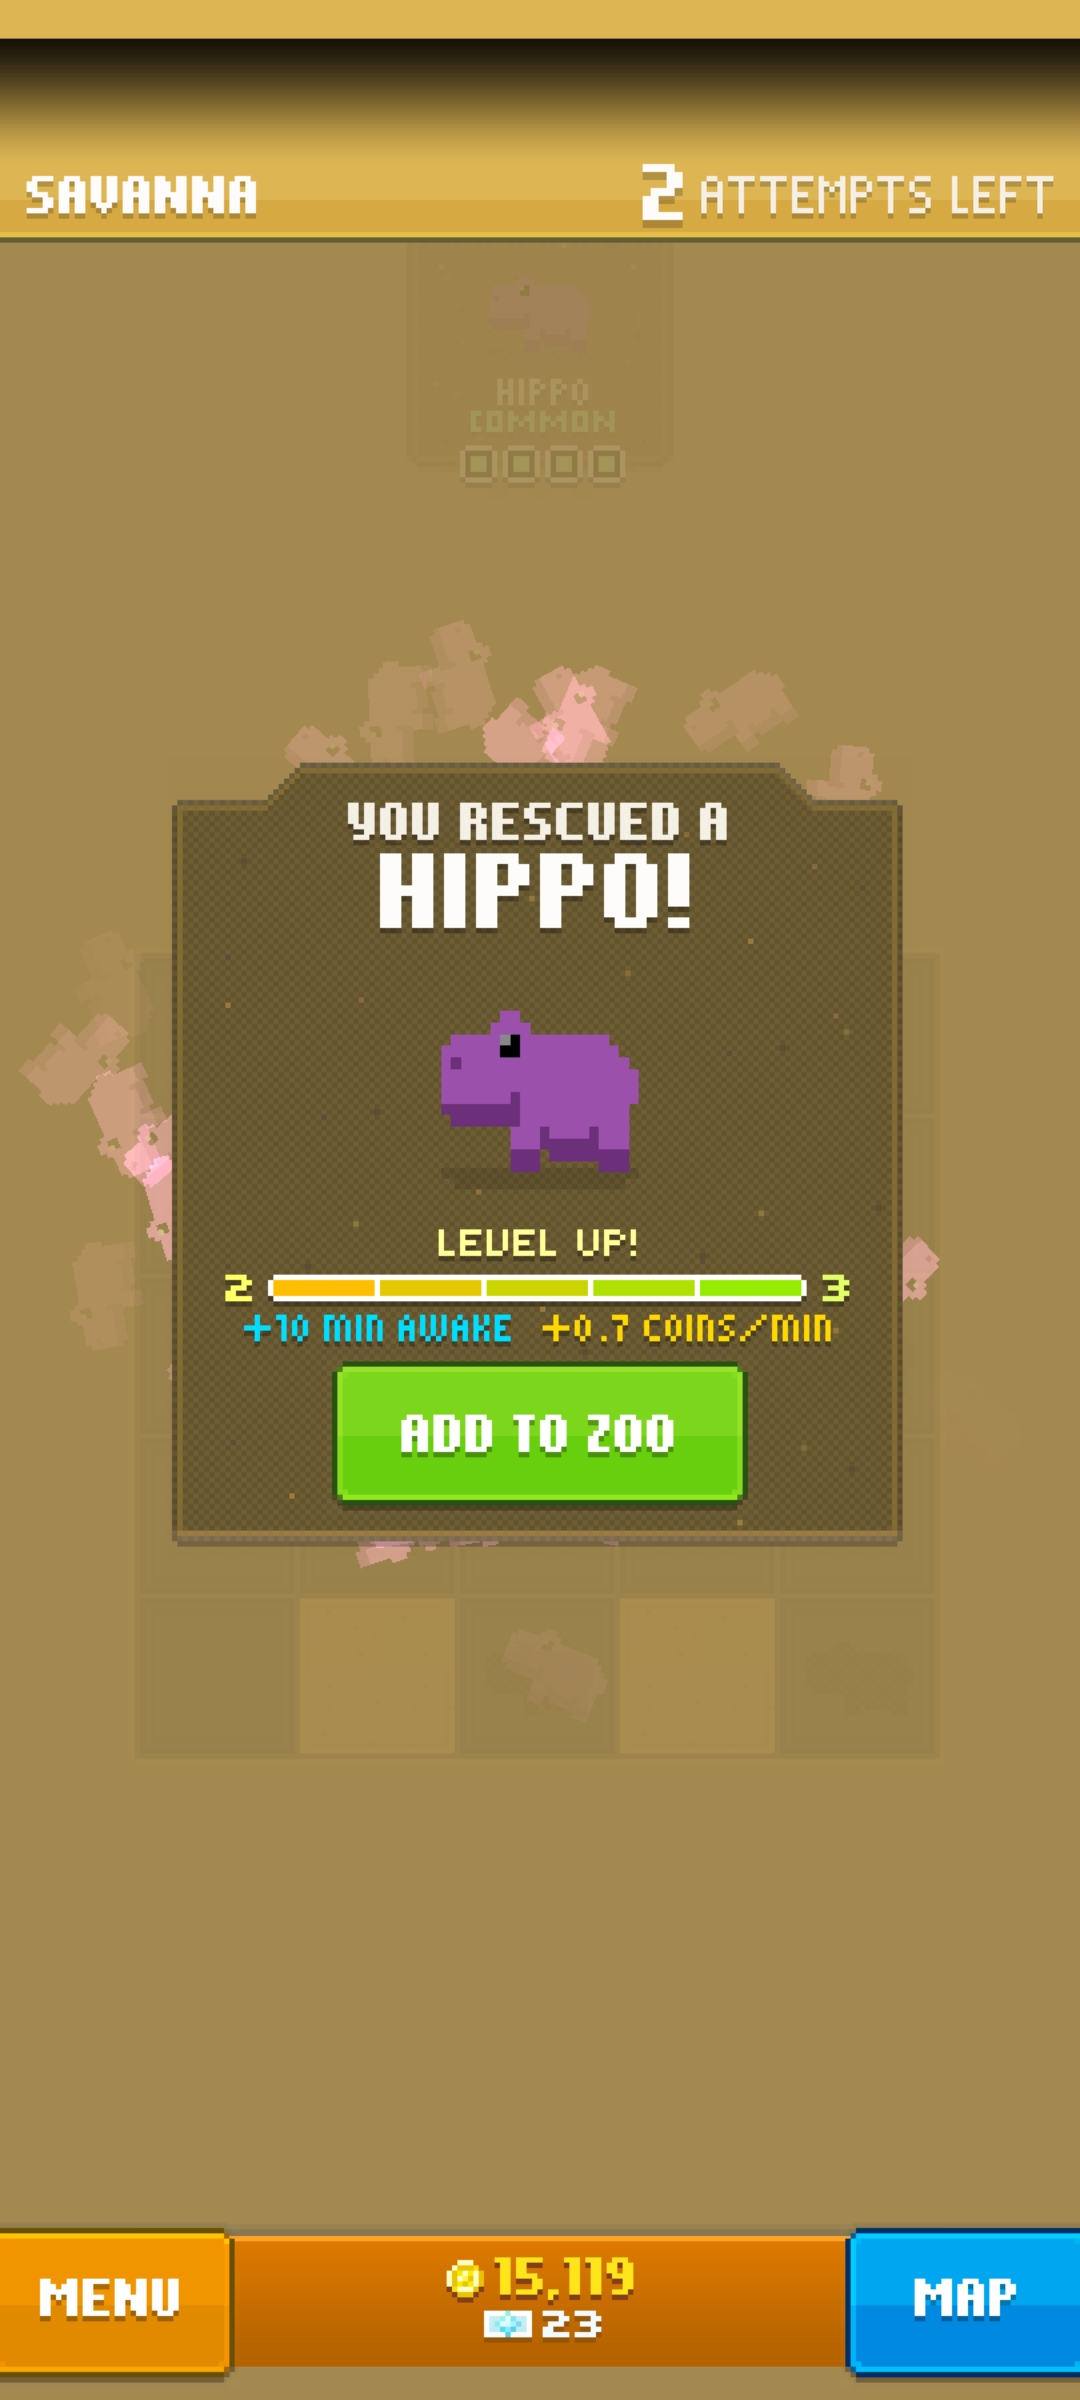 SAVANNA
2 ATTEMPTS LEFT
HIPPO
COMMON
YOU RESCUED A
HIPPO!
LEVEL UP!
2 3
+10 MIN AWAKE +0.7 COINS/MIN
ADD TO ZOO
MENU
15,119
23
MAP